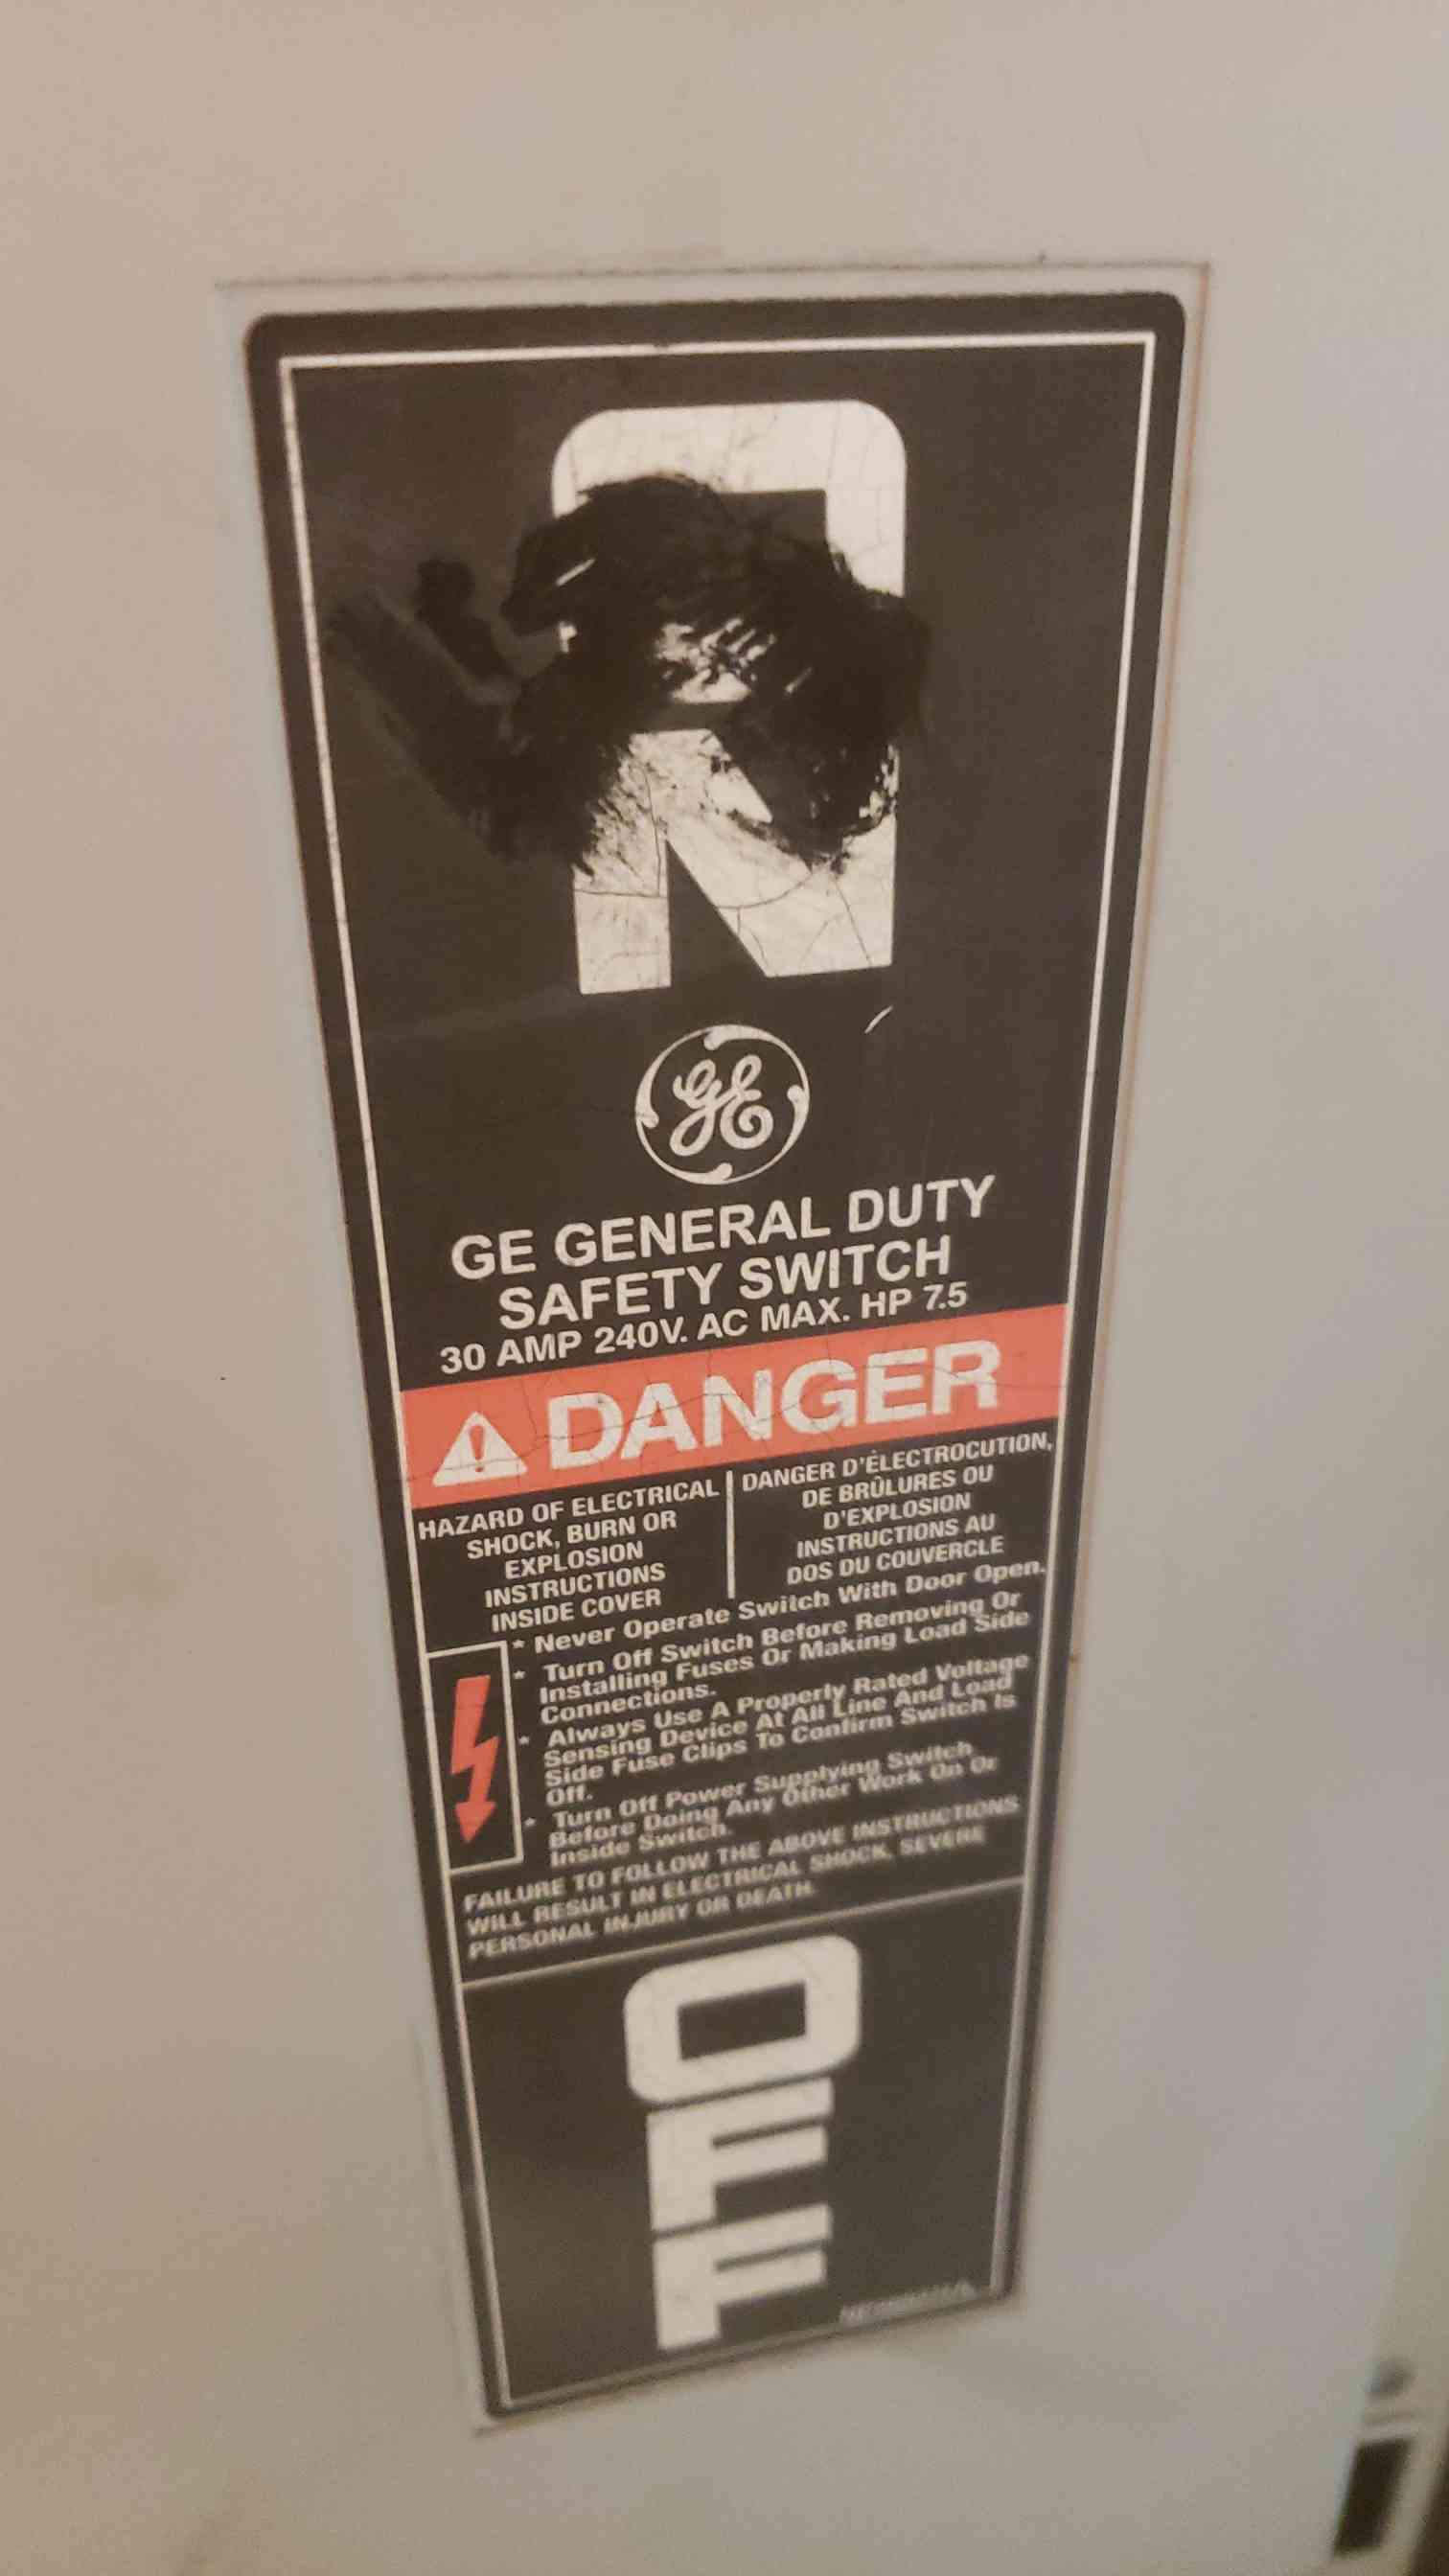 ON
GE
GE GENERAL DUTY
SAFETY SWITCH
30 AMP 240V. AC MAX. HP 7.5
DANGER
HAZARD OF ELECTRICAL
SHOCK, BURN OR
EXPLOSION
INSTRUCTIONS
INSIDE COVER
DANGER D'ÉLECTROCUTION,
DE BRÛLURES OU
D'EXPLOSION
INSTRUCTIONS AU
DOS DU COUVERCLE
* Never Operate Switch With Door Open.
* Turn Off Switch Before Removing Or
Installing Fuses Or Making Load Side
Connections.
* Always Use A Properly Rated Voltage
Sensing Device At All Line And Load
Side Fuse Clips To Confirm Switch Is
Off.
* Turn Off Power Supplying Switch
Before Doing Any Other Work On Or
Inside Switch.
FAILURE TO FOLLOW THE ABOVE INSTRUCTIONS
WILL RESULT IN ELECTRICAL SHOCK, SEVERE
PERSONAL INJURY OR DEATH.
OFF